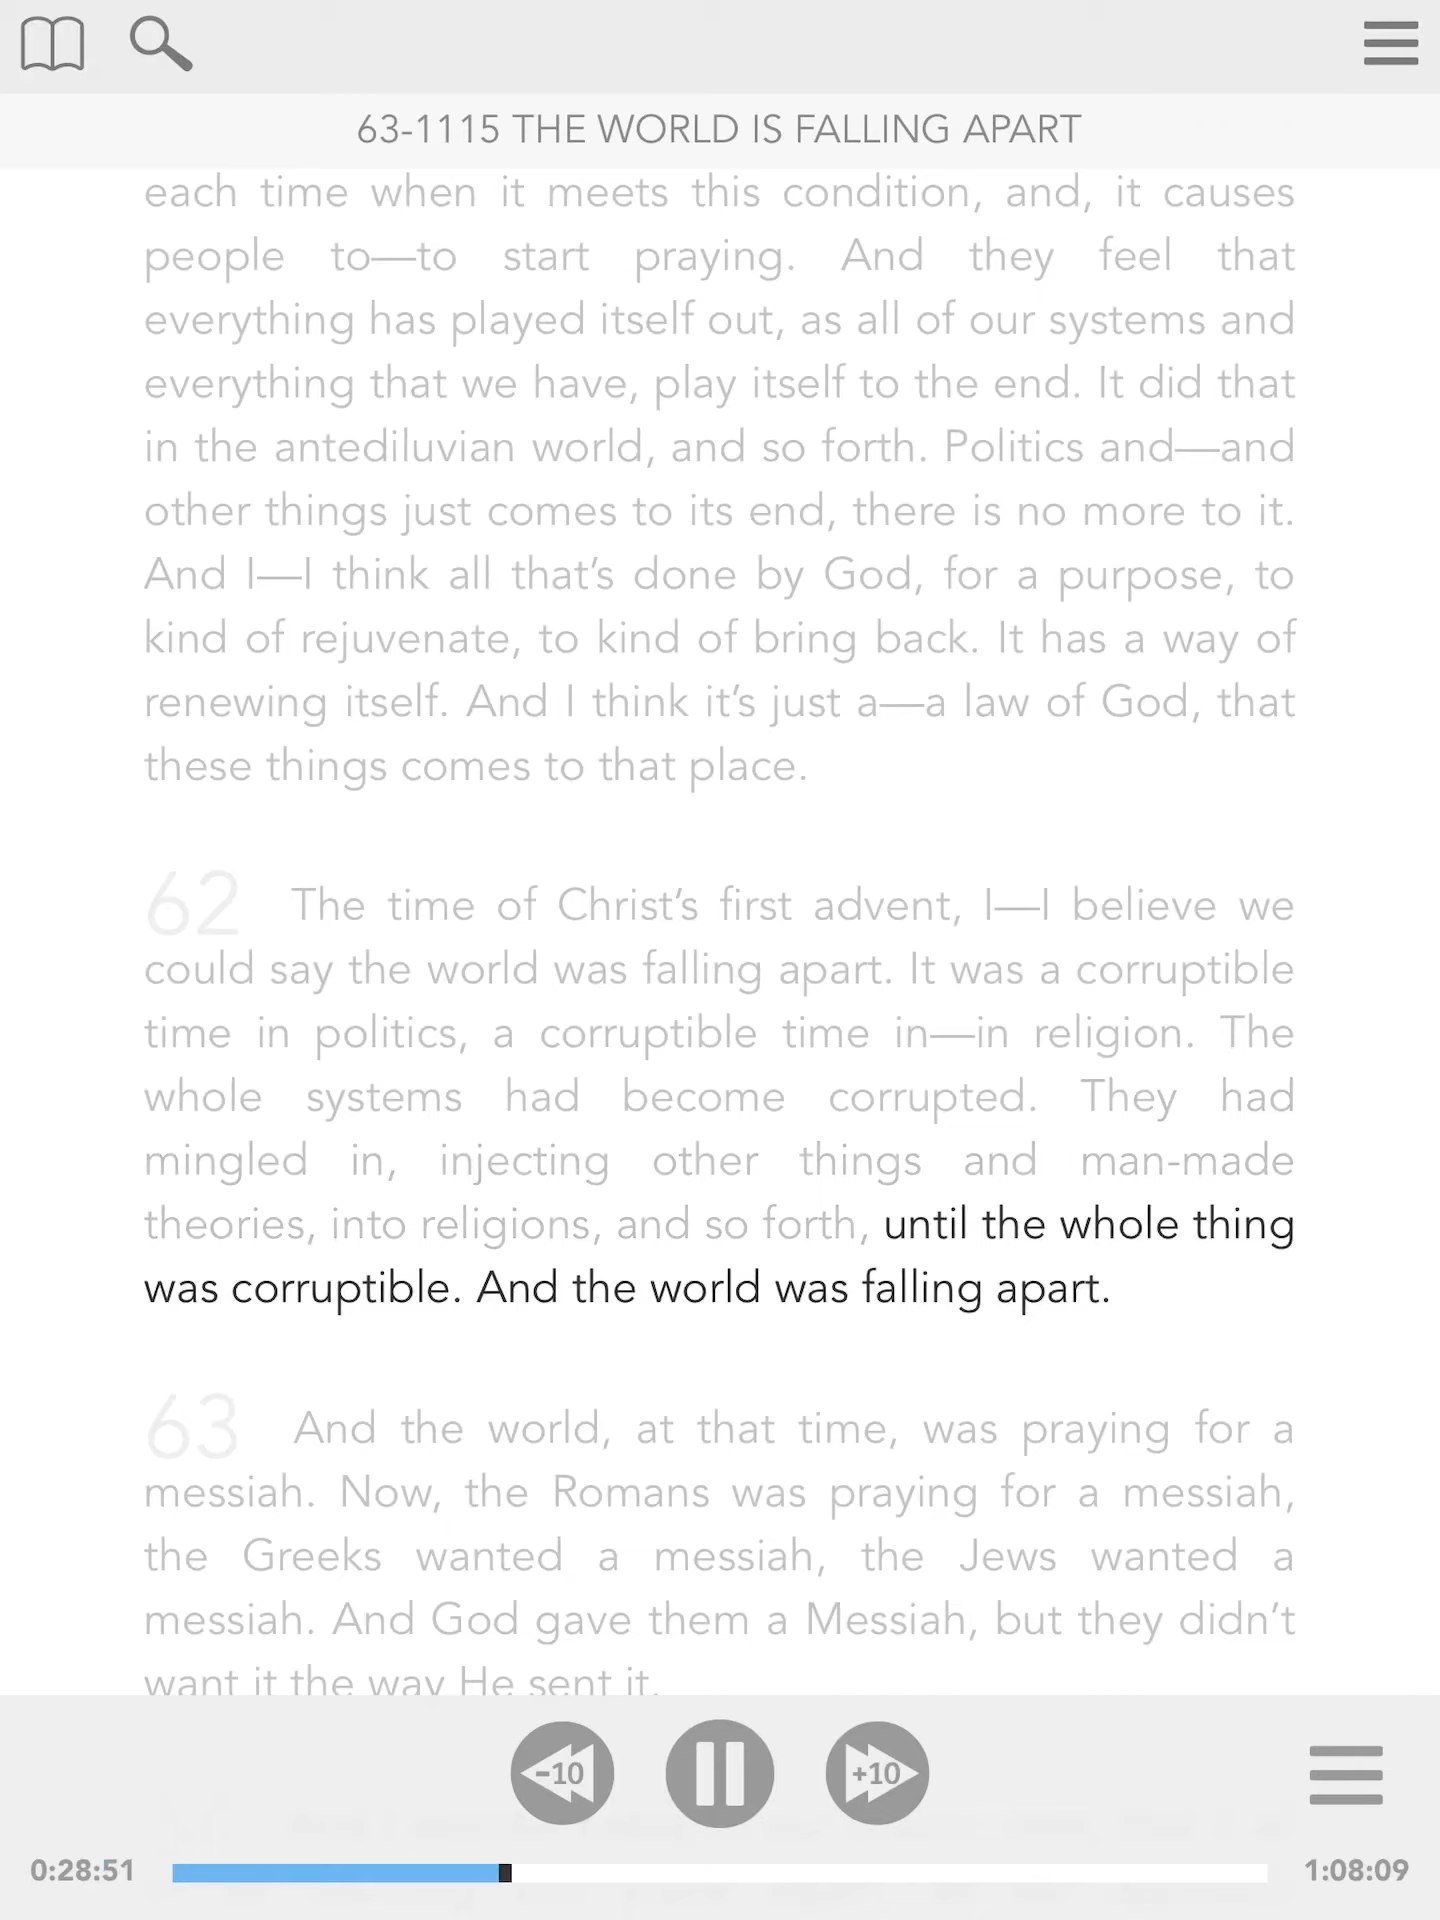 63-1115 THE WORLD IS FALLING APART
each time when it meets this condition, and, it causes
people to—to start praying. And they feel that
everything has played itself out, as all of our systems and
everything that we have, play itself to the end. It did that
in the antediluvian world, and so forth. Politics and—and
other things just comes to its end, there is no more to it.
And I—I think all that’s done by God, for a purpose, to
kind of rejuvenate, to kind of bring back. It has a way of
renewing itself. And I think it’s just a—a law of God, that
these things comes to that place.
62 The time of Christ’s first advent, I—I believe we
could say the world was falling apart. It was a corruptible
time in politics, a corruptible time in—in religion. The
whole systems had become corrupted. They had
mingled in, injecting other things and man-made
theories, into religions, and so forth, until the whole thing
was corruptible. And the world was falling apart.
63 And the world, at that time, was praying for a
messiah. Now, the Romans was praying for a messiah,
the Greeks wanted a messiah, the Jews wanted a
messiah. And God gave them a Messiah, but they didn’t
want it the way He sent it.
-10 +10
0:28:51 1:08:09